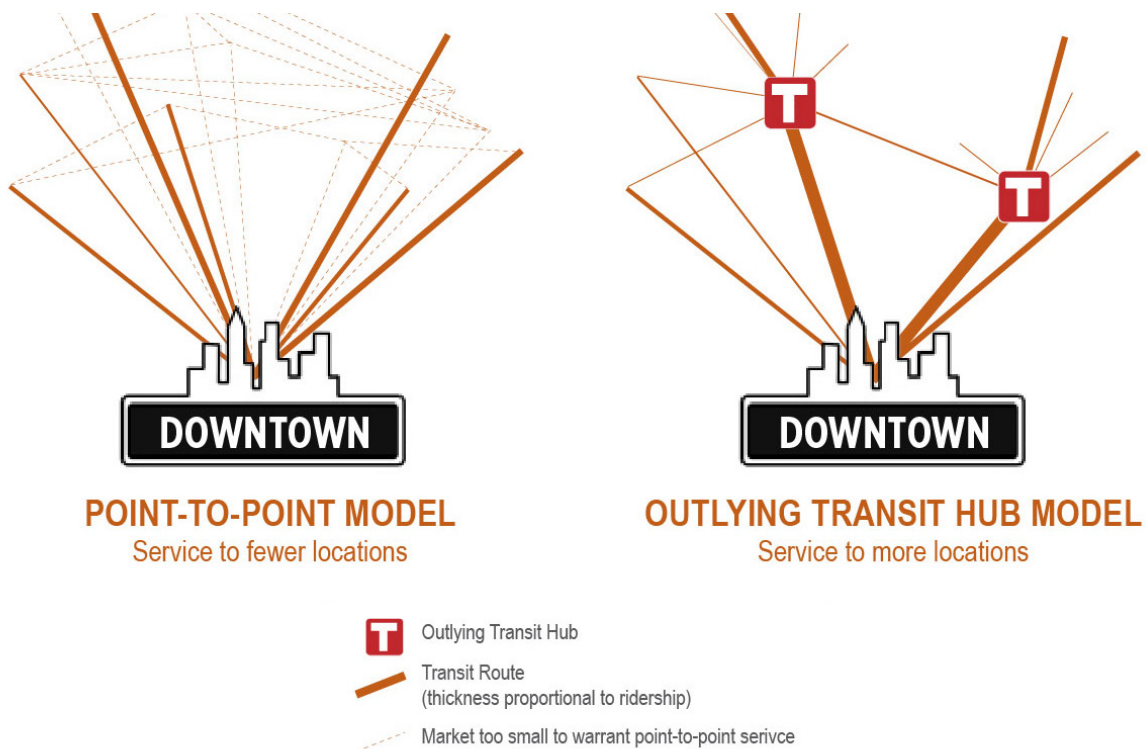 T
T
DOWNTOWN
DOWNTOWN
POINT-TO-POINT MODEL
Service to fewer locations
OUTLYING TRANSIT HUB MODEL
Service to more locations
T
Outlying Transit Hub
Transit Route
(thickness proportional to ridership)
Market too small to warrant point-to-point serivce